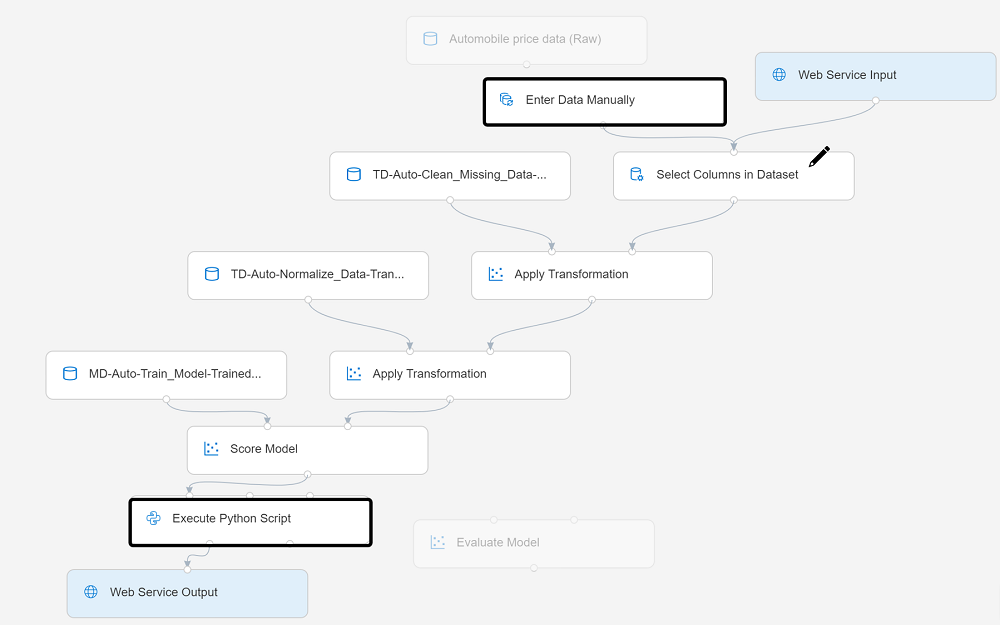 Automobile price data (Raw)
Web Service Input
Enter Data Manually
TD-Auto-Clean_Missing_Data-...
Select Columns in Dataset
TD-Auto-Normalize_Data-Tran...
Apply Transformation
MD-Auto-Train_Model-Trained...
Apply Transformation
Score Model
Execute Python Script
Evaluate Model
Web Service Output